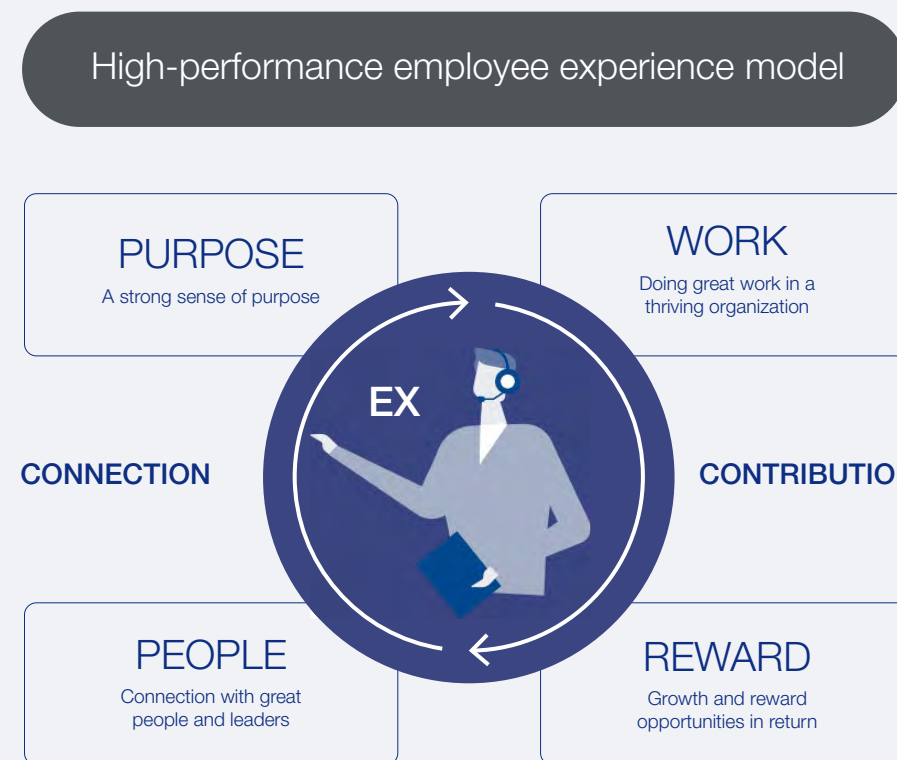 High-performance employee experience model
PURPOSE
A strong sense of purpose
WORK
Doing great work in a
thriving organization
EX
CONNECTION
CONTRIBUTIO
PEOPLE
Connection with great
people and leaders
REWARD
Growth and reward
opportunities in return